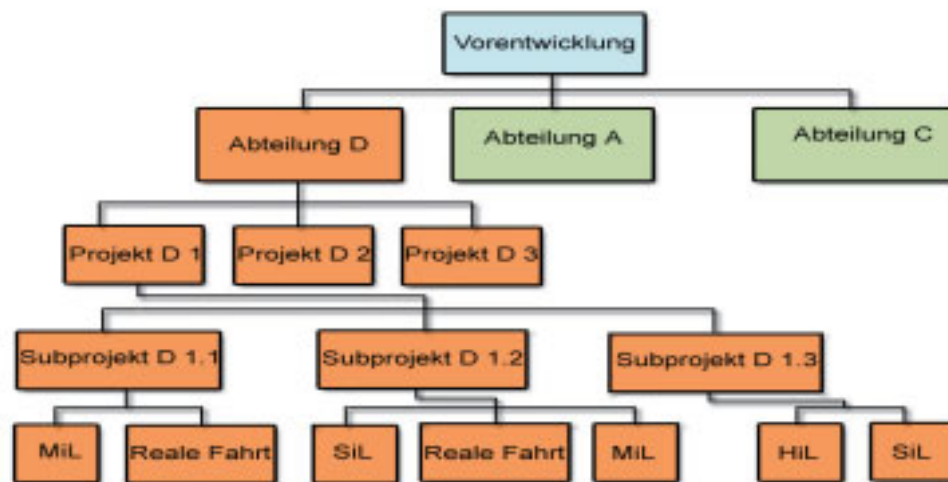 Vorentwicklung
Abteilung D
Abteilung A
Abteilung C
Projekt D 1
Projekt D 2
Projekt D 3
Subprojekt D 1.1
Subprojekt D 1.2
Subprojekt D 1.3
MiL
Reale Fahrt
SiL
Reale Fahrt
MiL
HiL
SiL